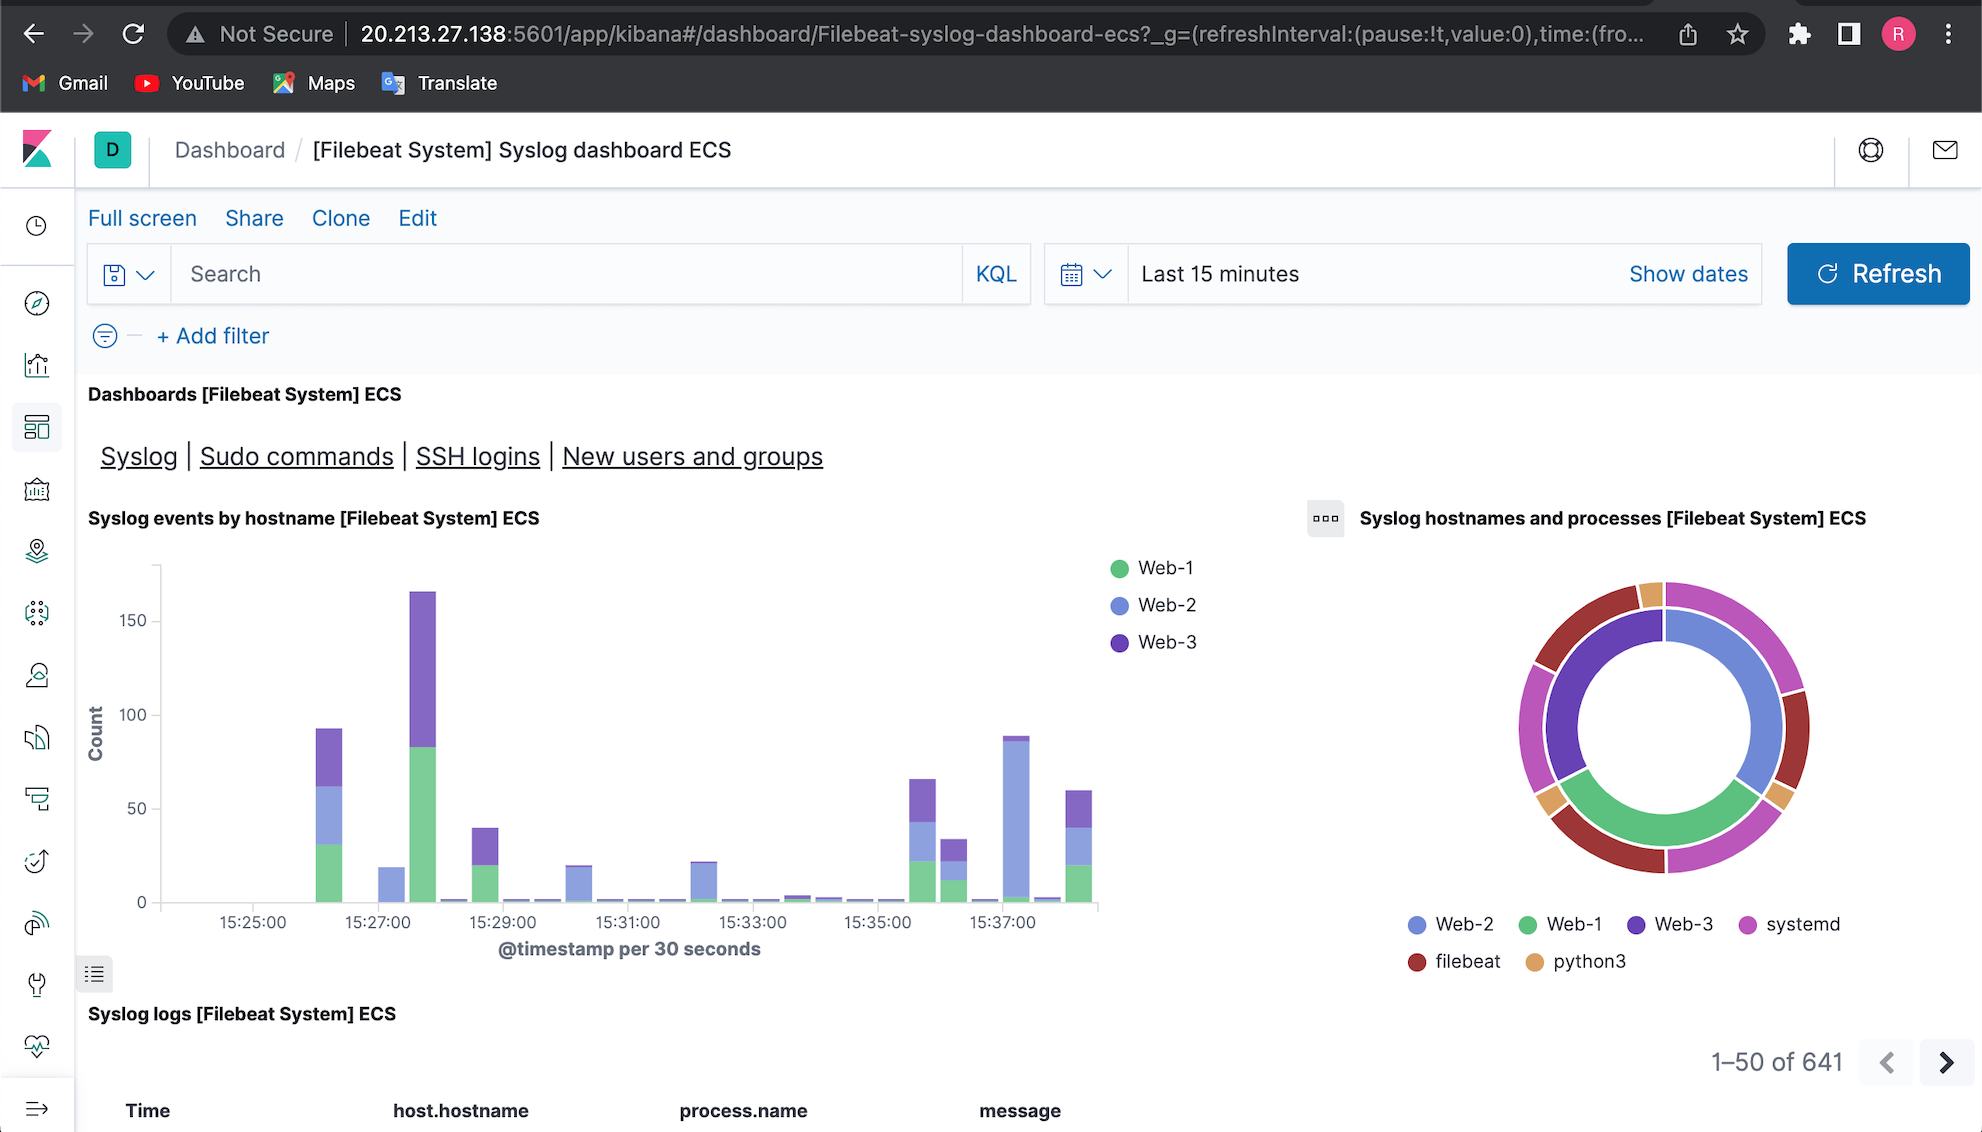 Not Secure 20.213.27.138:5601/app/kibana#/dashboard/Filebeat-syslog-dashboard-ecs?_g=(refreshInterval:(pause:!t,value:0),time:(fro... R
Gmail YouTube Maps Translate
D Dashboard / [Filebeat System] Syslog dashboard ECS
Full screen Share Clone Edit
Search KQL Last 15 minutes Show dates Refresh
+ Add filter
Dashboards [Filebeat System] ECS
Syslog | Sudo commands | SSH logins | New users and groups
Syslog events by hostname [Filebeat System] ECS
Count
150
100
50
0
15:25:00 15:27:00 15:29:00 15:31:00 15:33:00 15:35:00 15:37:00
@timestamp per 30 seconds
Web-1
Web-2
Web-3
Syslog hostnames and processes [Filebeat System] ECS
Web-2 Web-1 Web-3 systemd
filebeat python3
Syslog logs [Filebeat System] ECS
1–50 of 641
Time host.hostname process.name message